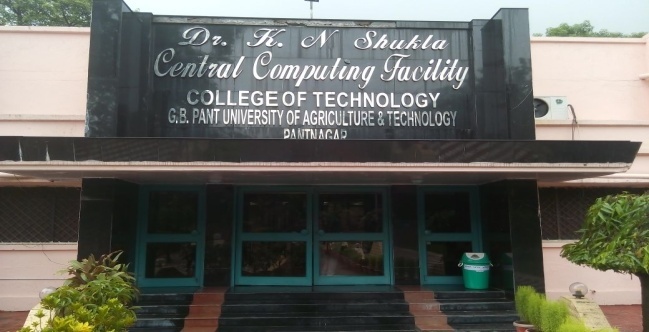 Dr. K. N Shukla
Central Computing Facility
COLLEGE OF TECHNOLOGY
G.B. PANT UNIVERSITY OF AGRICULTURE & TECHNOLOGY
PANTNAGAR